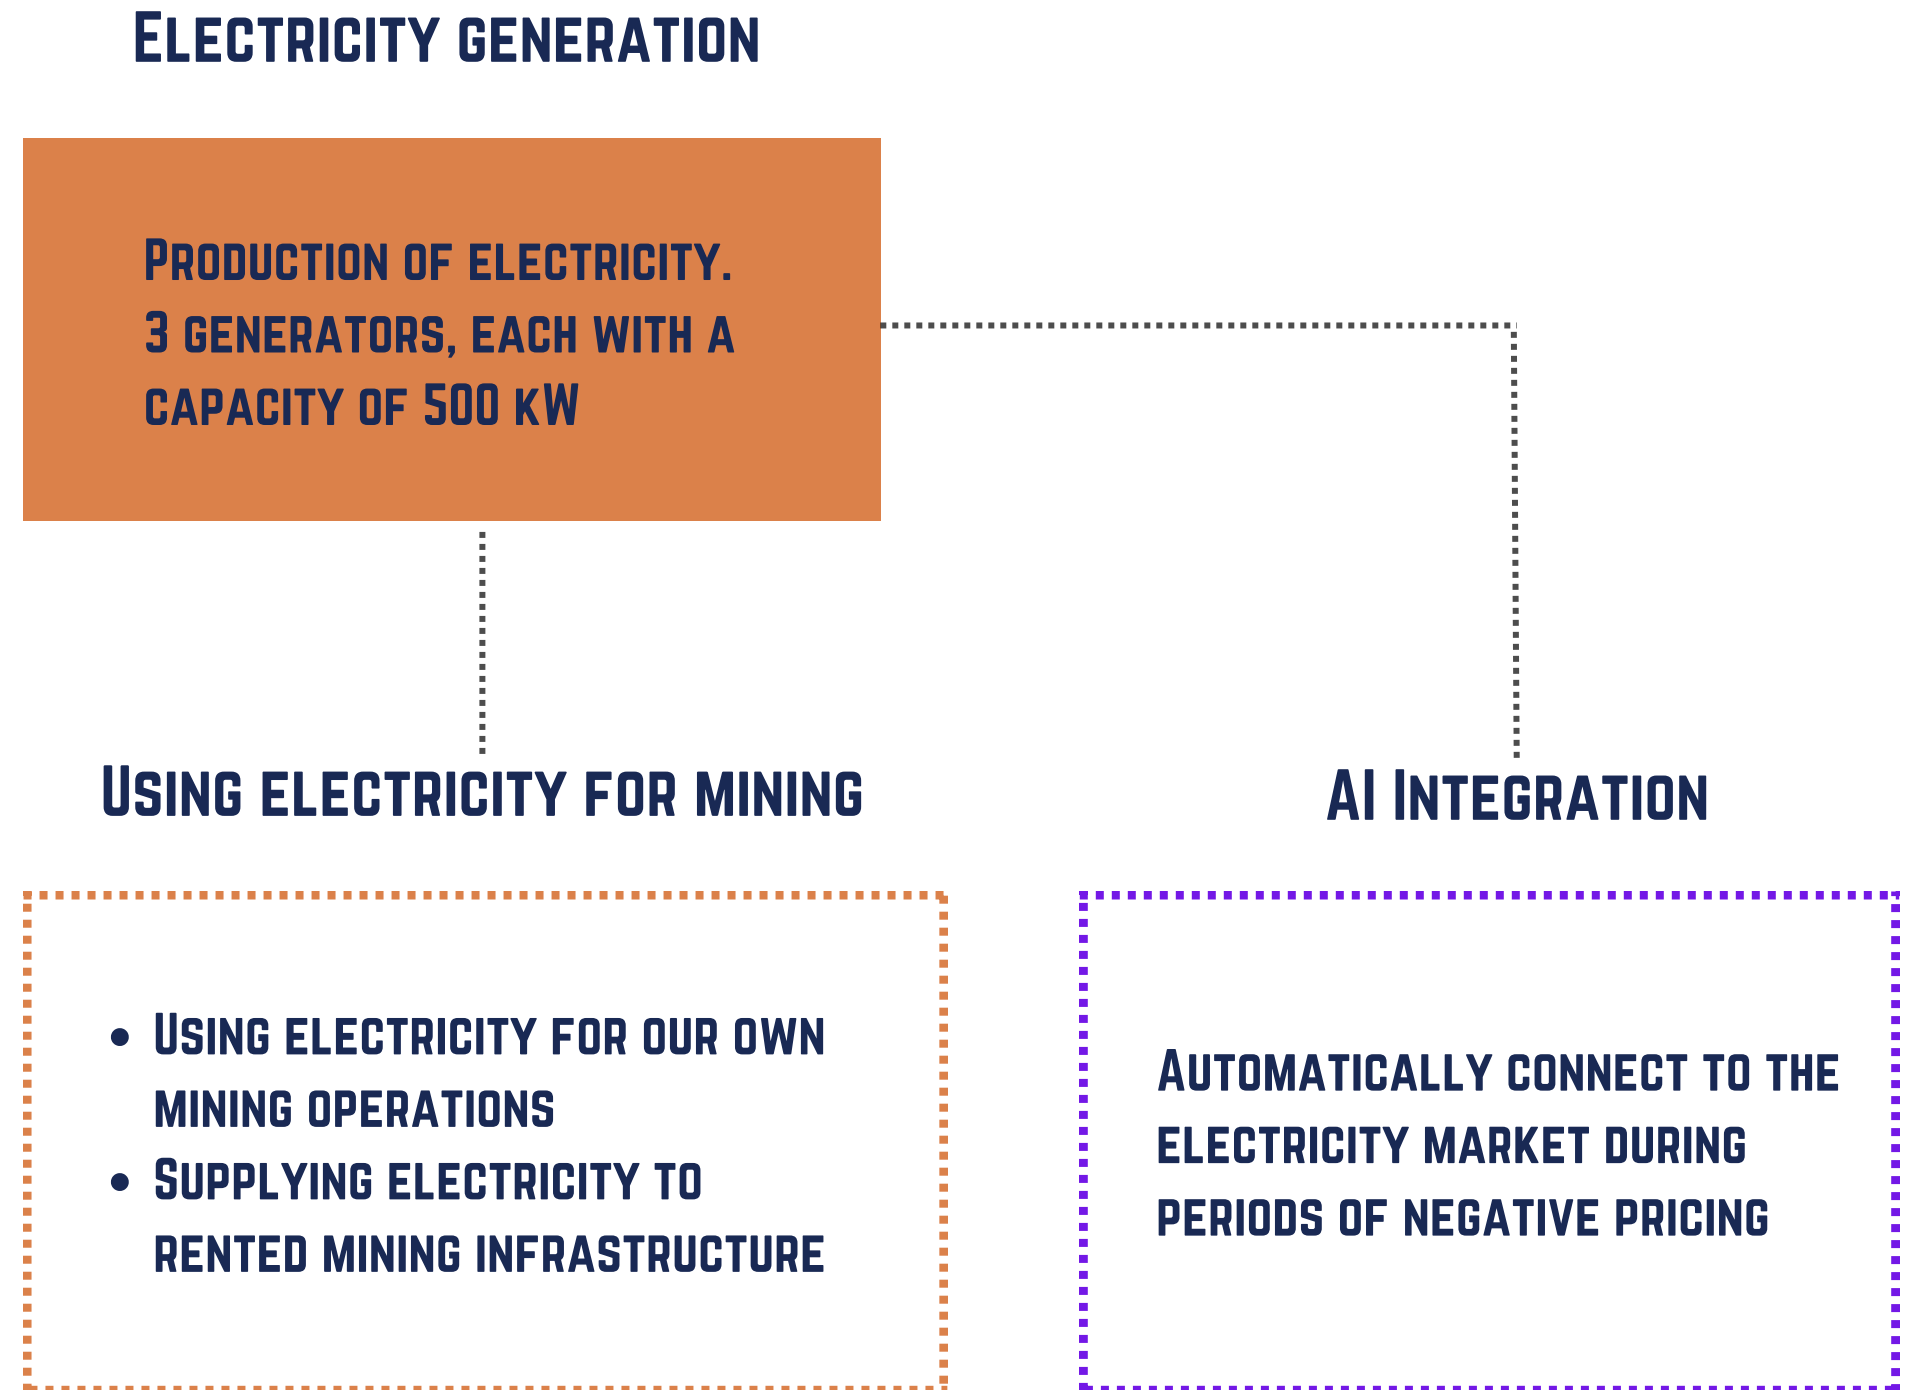 Electricity generation
Production of electricity.
3 generators, each with a
capacity of 500 kW
Using electricity for mining
• Using electricity for our own
mining operations
• Supplying electricity to
rented mining infrastructure
AI Integration
Automatically connect to the
electricity market during
periods of negative pricing